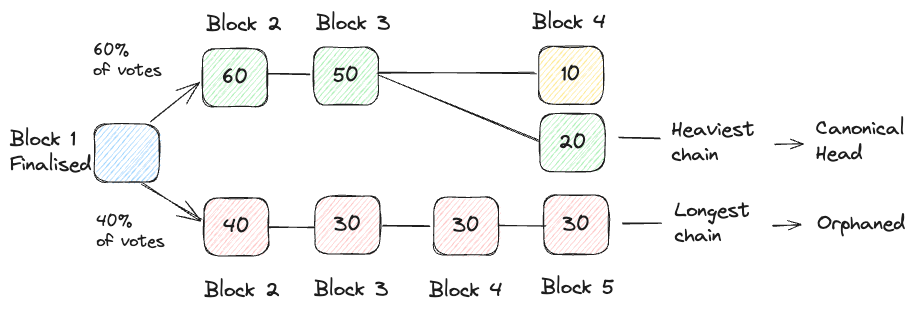 Block 2
Block 3
Block 4
60%
of votes
60
50
10
Block 1
Finalised
20
Heaviest
chain
Canonical
Head
40%
of votes
40
30
30
30
Longest
chain
Orphaned
Block 2
Block 3
Block 4
Block 5